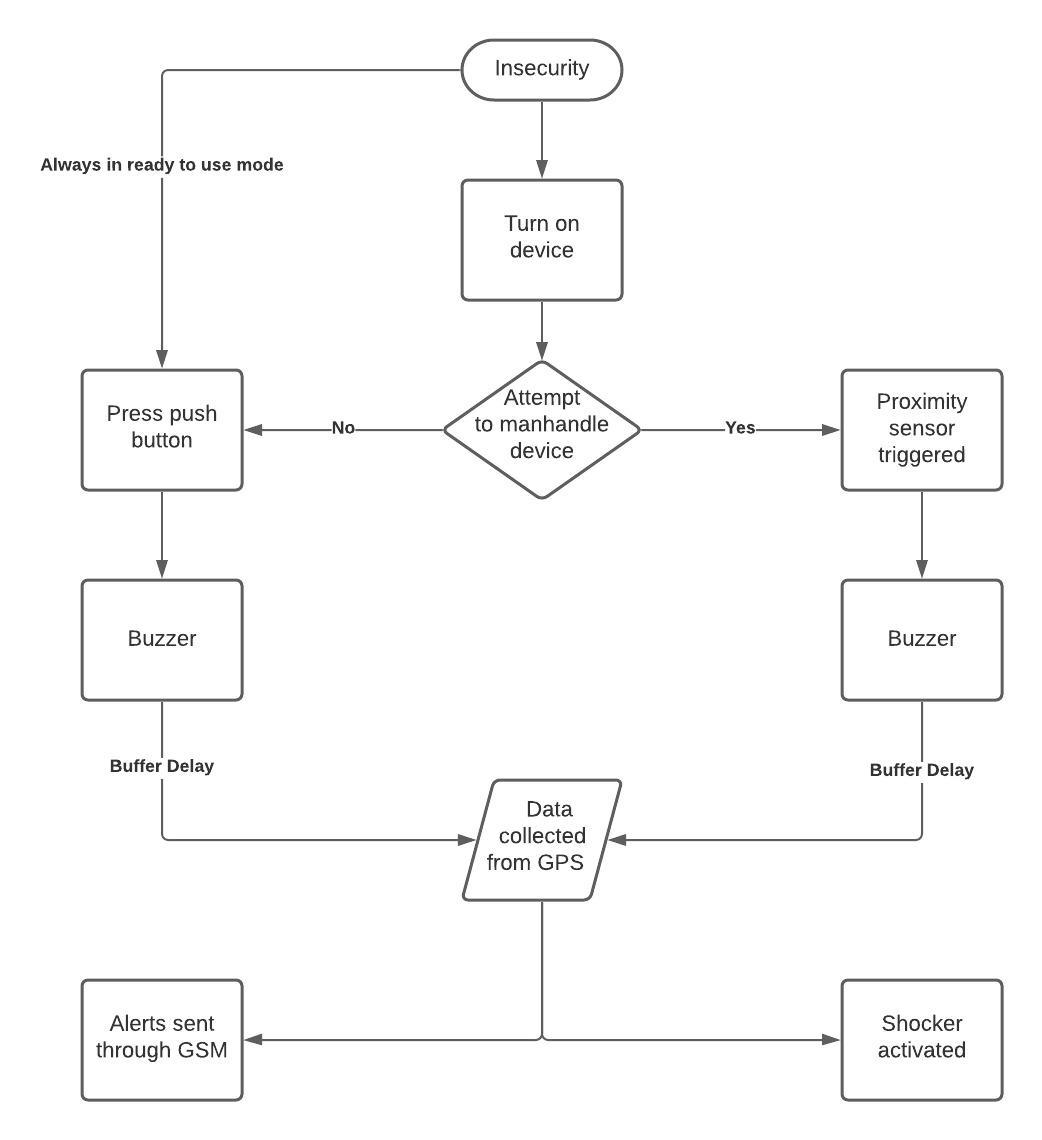 Insecurity
Always in ready to use mode
Turn on
device
Press push
button
No
Attempt
to manhandle
device
Yes
Proximity
sensor
triggered
Buzzer
Buzzer
Buffer Delay
Buffer Delay
Data
collected
from GPS
Alerts sent
through GSM
Shocker
activated